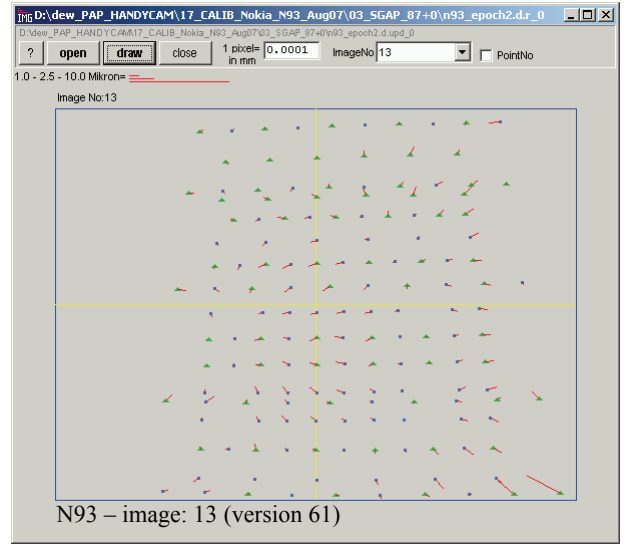 IMG D:\dew_PAP_HANDYCAM\17_CALIB_Nokia_N93_Aug07\03_SGAP_87+0\n93_epoch2.d.r_0
D:\dew_PAP_HANDYCAM\17_CALIB_Nokia_N93_Aug07\03_SGAP_87+0\n93_epoch2.d.upd_0
? open draw close 1 pixel= in mm 0.0001 ImageNo 13 PointNo
1.0 - 2.5 - 10.0 Mikron=
Image No:13
N93 – image: 13 (version 61)